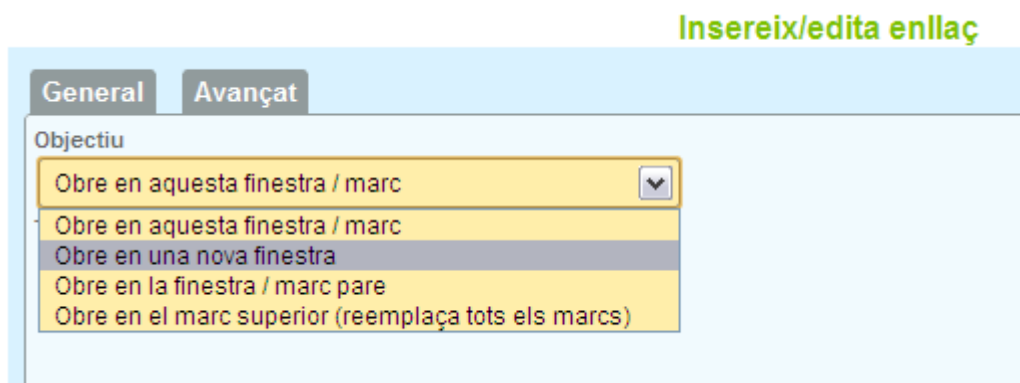 Insereix/edita enllaç
General Avançat
Objectiu
Obre en aquesta finestra / marc
Obre en aquesta finestra / marc
Obre en una nova finestra
Obre en la finestra / marc pare
Obre en el marc superior (reemplaça tots els marcs)